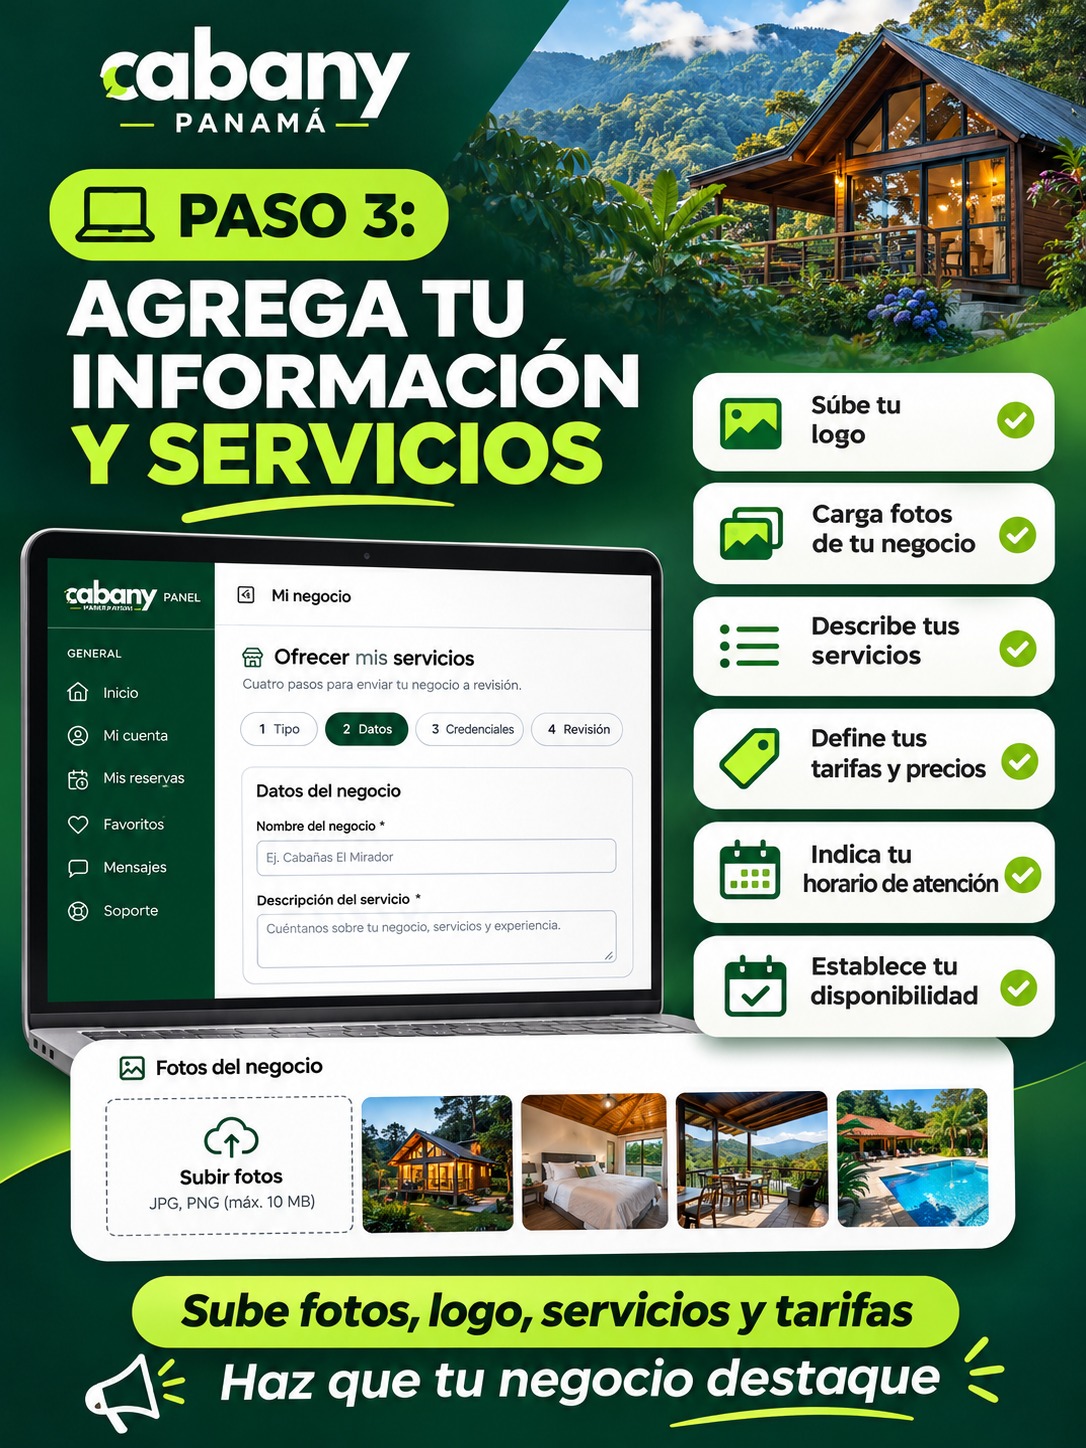 cabany
PANAMÁ
PASO 3:
AGREGA TU
INFORMACIÓN
Y SERVICIOS
Súbe tu
logo
Carga fotos
de tu negocio
Describe tus
servicios
Define tus
tarifas y precios
Indica tu
horario de atención
Establece tu
disponibilidad
cabany PANEL
GENERAL
Inicio
Mi cuenta
Mis reservas
Favoritos
Mensajes
Soporte
Mi negocio
Ofrecer mis servicios
Cuatro pasos para enviar tu negocio a revisión.
1 Tipo
2 Datos
3 Credenciales
4 Revisión
Datos del negocio
Nombre del negocio *
Ej. Cabañas El Mirador
Descripción del servicio *
Cuéntanos sobre tu negocio, servicios y experiencia.
Fotos del negocio
Subir fotos
JPG, PNG (máx. 10 MB)
Sube fotos, logo, servicios y tarifas
Haz que tu negocio destaque